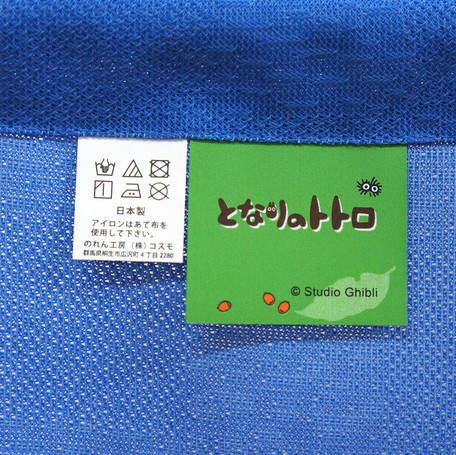 日本製
アイロンはあて布を
使用して下さい。
のれん工房(株)コスモ
群馬県桐生市広沢町4丁目2280
となりのトトロ
© Studio Ghibli